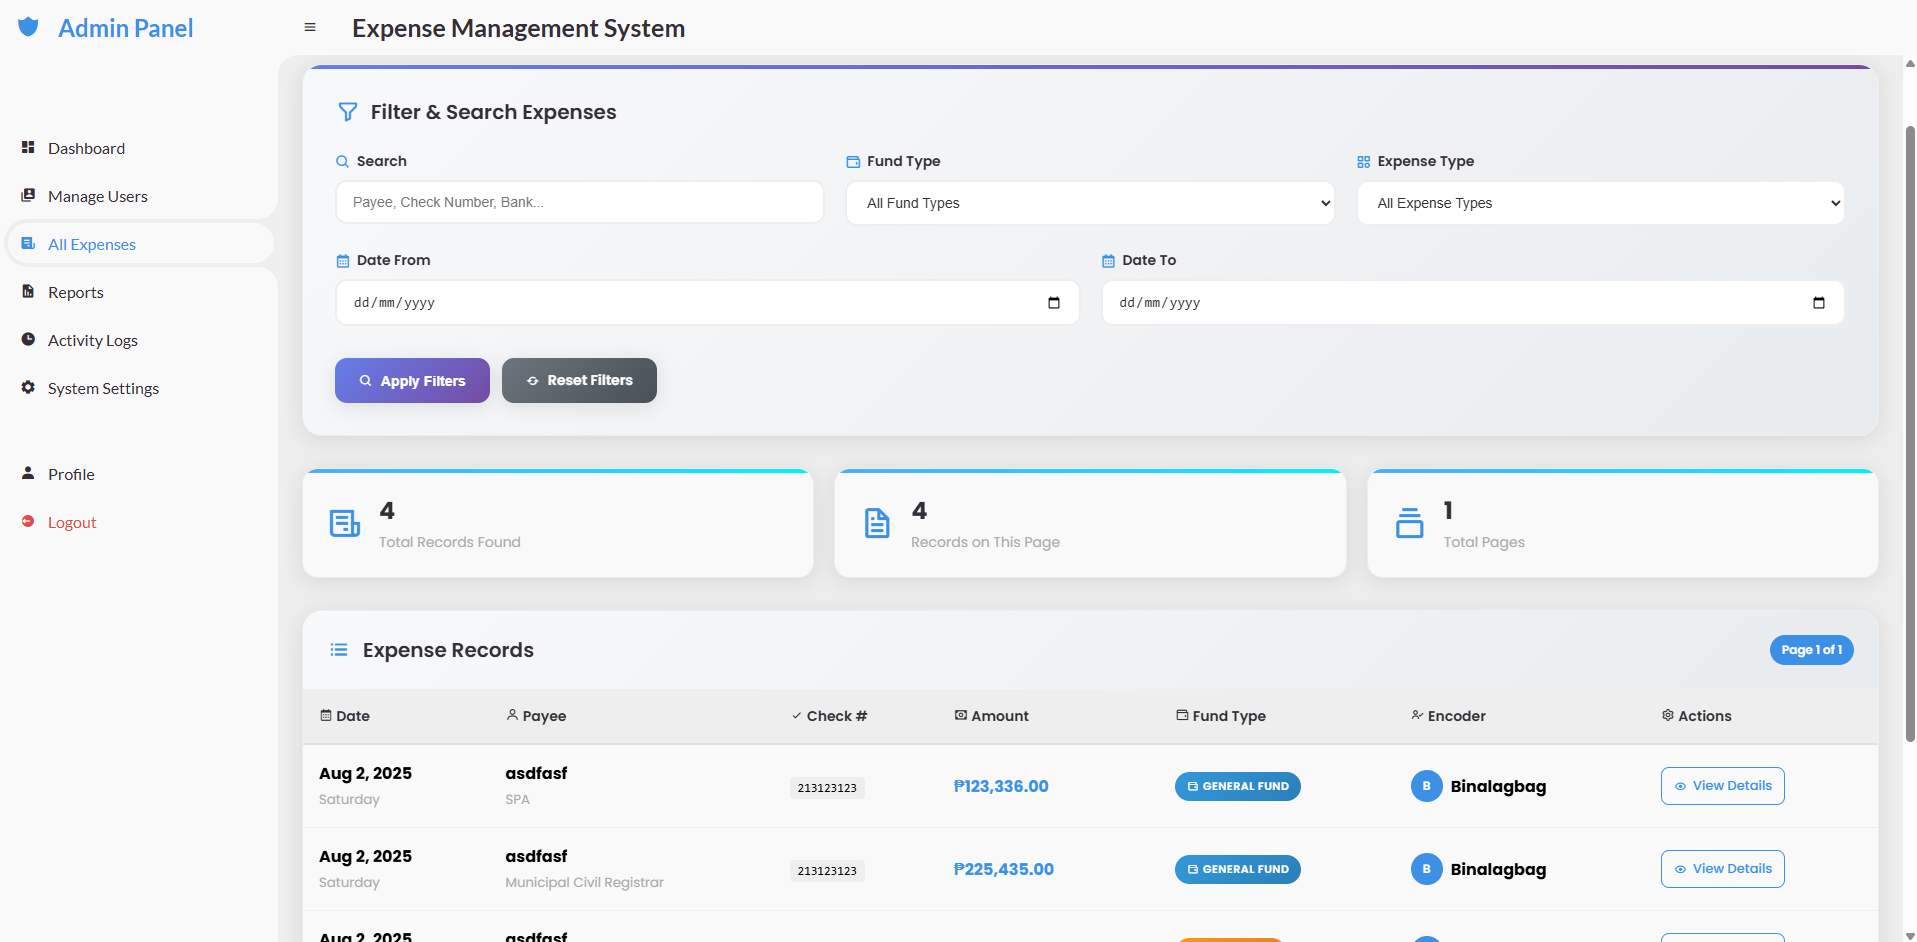 Admin Panel
Expense Management System
Dashboard
Manage Users
All Expenses
Reports
Activity Logs
System Settings
Profile
Logout
Filter & Search Expenses
Search
Fund Type
Expense Type
Payee, Check Number, Bank...
All Fund Types
All Expense Types
Date From
Date To
dd/mm/yyyy
dd/mm/yyyy
Apply Filters
Reset Filters
4
Total Records Found
4
Records on This Page
1
Total Pages
Expense Records
Page 1 of 1
Date Payee Check # Amount Fund Type Encoder Actions
Aug 2, 2025
Saturday
asdfasf
SPA
213123123
₱123,336.00
GENERAL FUND
B Binalagbag
View Details
Aug 2, 2025
Saturday
asdfasf
Municipal Civil Registrar
213123123
₱225,435.00
GENERAL FUND
B Binalagbag
View Details
Aug 2, 2025
asdfasf